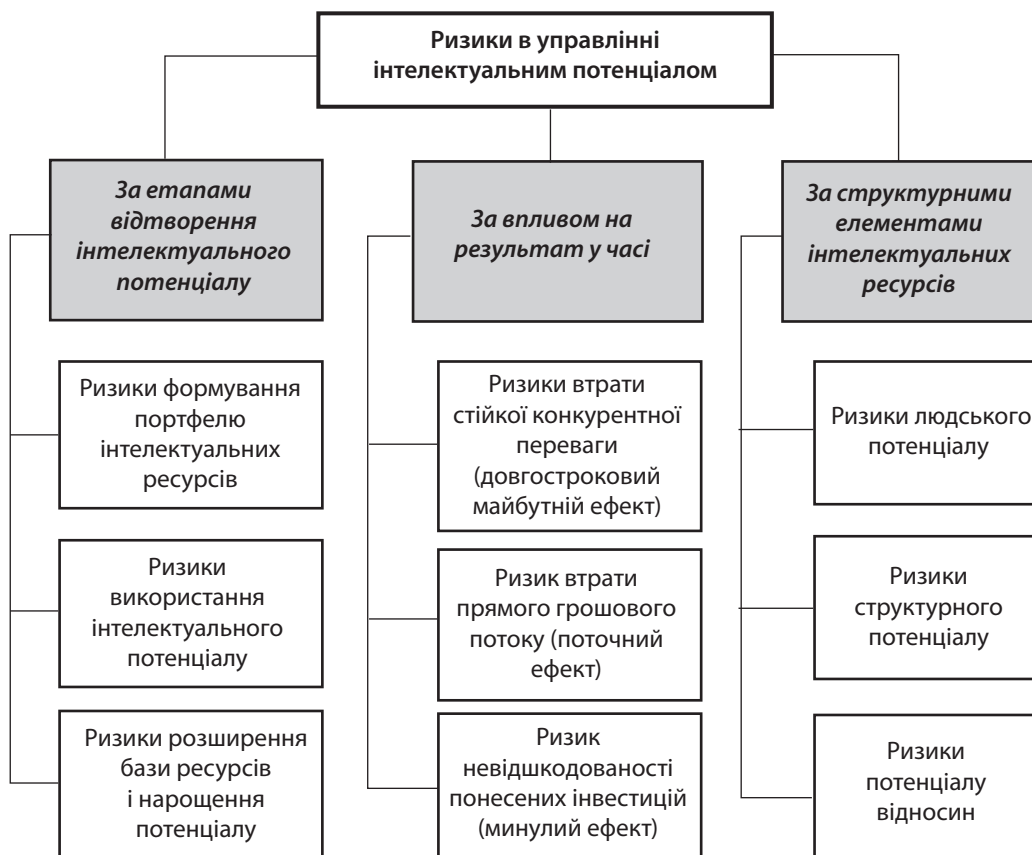 Ризики в управлінні
інтелектуальним потенціалом
За етапами
відтворення
інтелектуального
потенціалу
За впливом на
результат у часі
За структурними
елементами
інтелектуальних
ресурсів
Ризики формування
портфелю
інтелектуальних
ресурсів
Ризики втрати
стійкої конкурентної
переваги
(довгостроковий
майбутній ефект)
Ризики людського
потенціалу
Ризики
використання
інтелектуального
потенціалу
Ризик втрати
прямого грошового
потоку (поточний
ефект)
Ризики
структурного
потенціалу
Ризики розширення
бази ресурсів
і нарощення
потенціалу
Ризик
невідшкодованості
понесених інвестицій
(минулий ефект)
Ризики
потенціалу
відносин